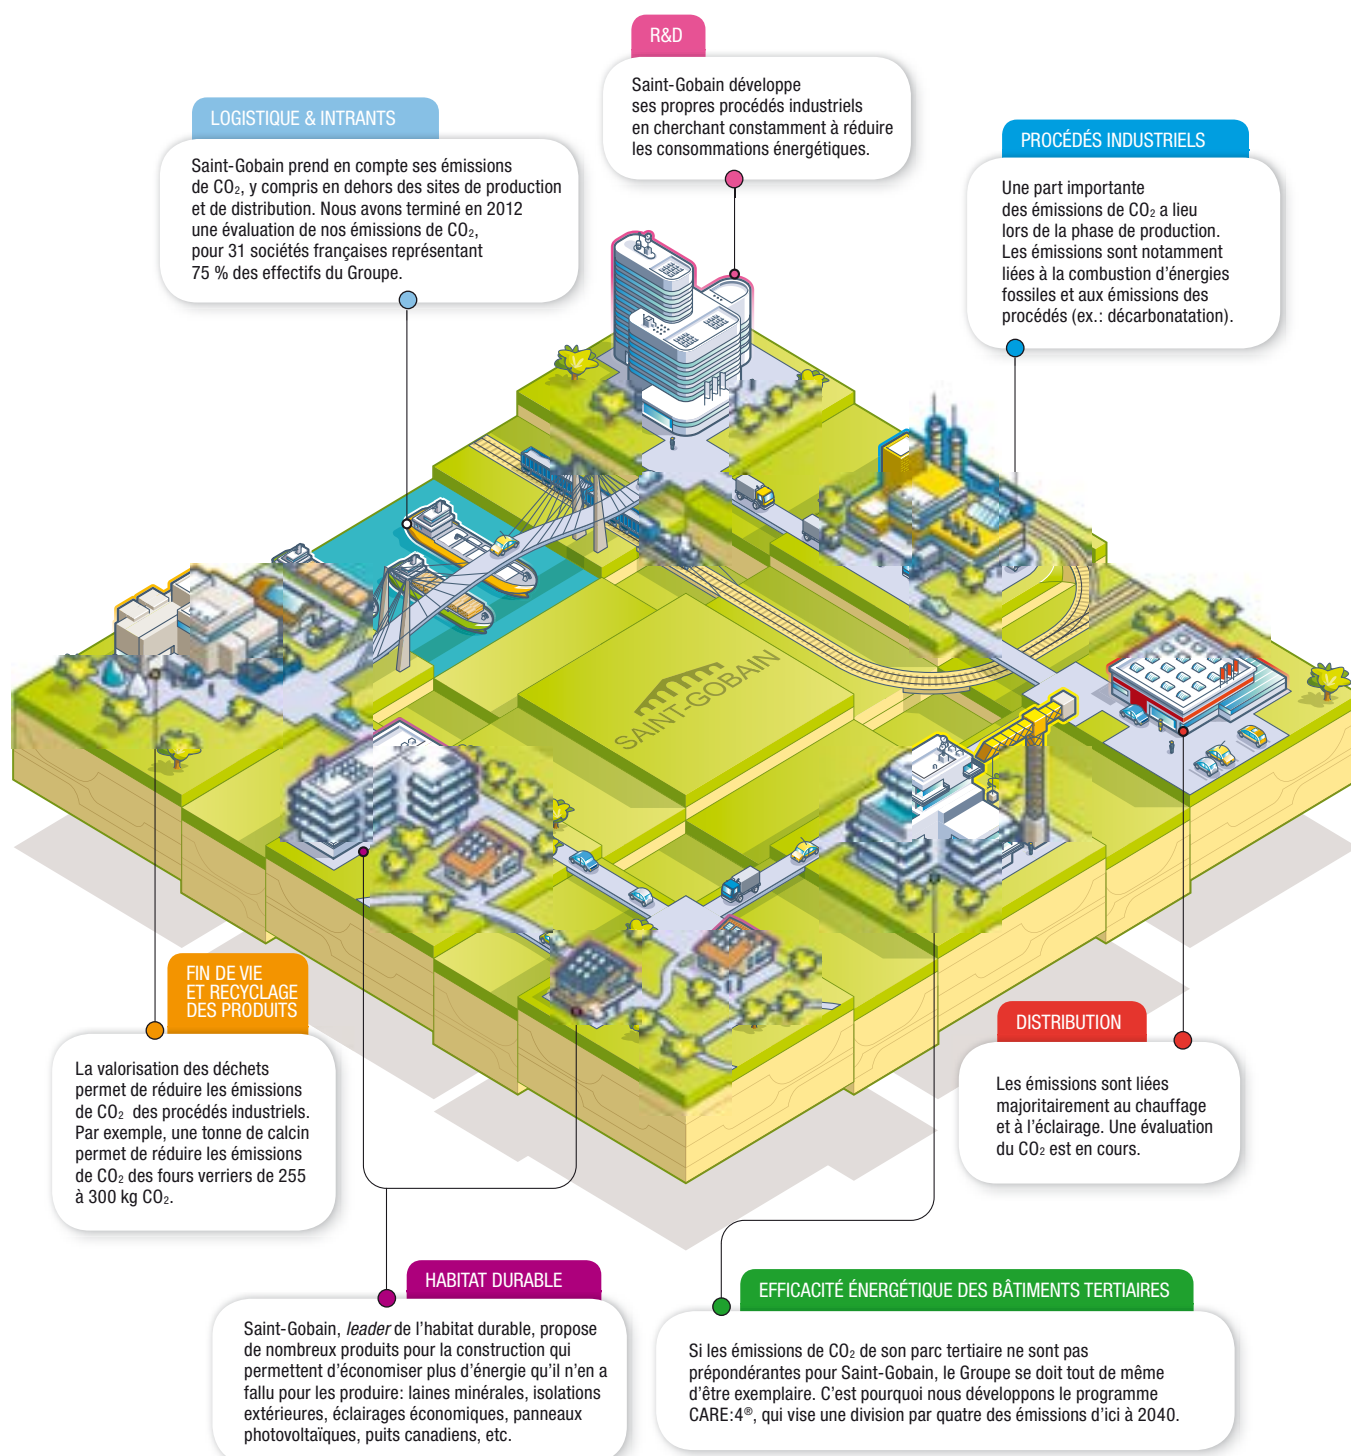 R&D
Saint-Gobain développe
ses propres procédés industriels
en cherchant constamment à réduire
les consommations énergétiques.
LOGISTIQUE & INTRANTS
Saint-Gobain prend en compte ses émissions
de CO₂, y compris en dehors des sites de production
et de distribution. Nous avons terminé en 2012
une évaluation de nos émissions de CO₂,
pour 31 sociétés françaises représentant
75 % des effectifs du Groupe.
PROCÉDÉS INDUSTRIELS
Une part importante
des émissions de CO₂ a lieu
lors de la phase de production.
Les émissions sont notamment
liées à la combustion d’énergies
fossiles et aux émissions des
procédés (ex.: décarbonatation).
SAINT-GOBAIN
FIN DE VIE
ET RECYCLAGE
DES PRODUITS
La valorisation des déchets
permet de réduire les émissions
de CO₂ des procédés industriels.
Par exemple, une tonne de calcin
permet de réduire les émissions
de CO₂ des fours verriers de 255
à 300 kg CO₂.
DISTRIBUTION
Les émissions sont liées
majoritairement au chauffage
et à l’éclairage. Une évaluation
du CO₂ est en cours.
HABITAT DURABLE
Saint-Gobain, leader de l’habitat durable, propose
de nombreux produits pour la construction qui
permettent d’économiser plus d’énergie qu’il n’en a
fallu pour les produire: laines minérales, isolations
extérieures, éclairages économiques, panneaux
photovoltaïques, puits canadiens, etc.
EFFICACITÉ ÉNERGÉTIQUE DES BÂTIMENTS TERTIAIRES
Si les émissions de CO₂ de son parc tertiaire ne sont pas
prépondérantes pour Saint-Gobain, le Groupe se doit tout de même
d’être exemplaire. C’est pourquoi nous développons le programme
CARE:4®, qui vise une division par quatre des émissions d’ici à 2040.